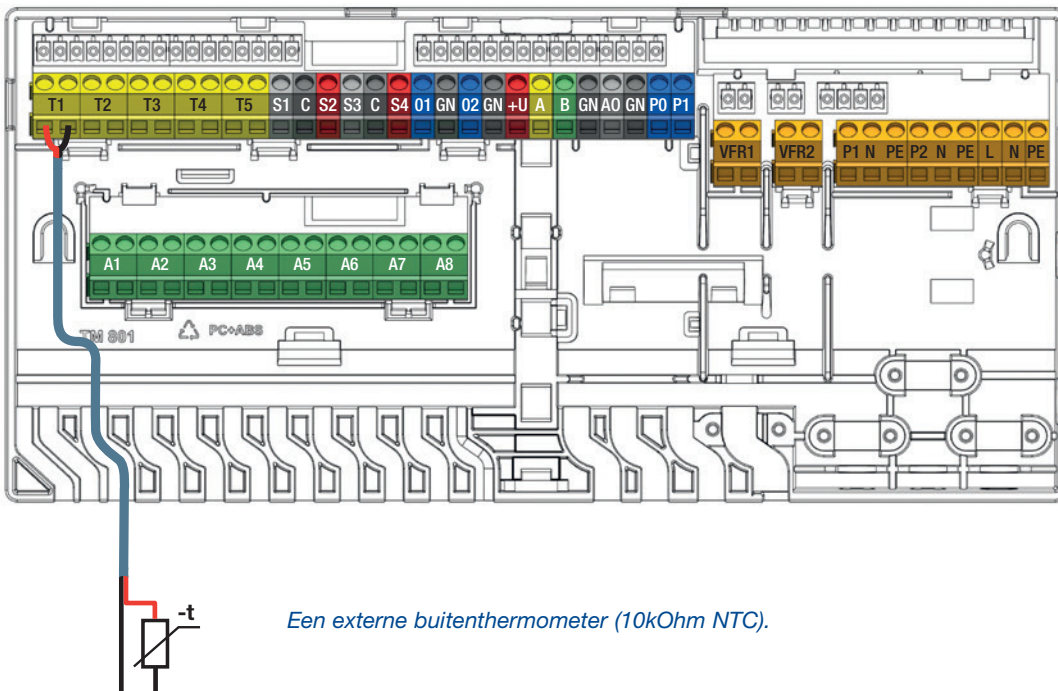 T1 T2 T3 T4 T5 S1 C S2 S3 C S4 01 GN 02 GN +U A B GN A0 GN P0 P1
VFR1 VFR2 P1 N PE P2 N PE L N PE
A1 A2 A3 A4 A5 A6 A7 A8
TM 801 PC+ABS
-t
Een externe buitenthermometer (10kOhm NTC).